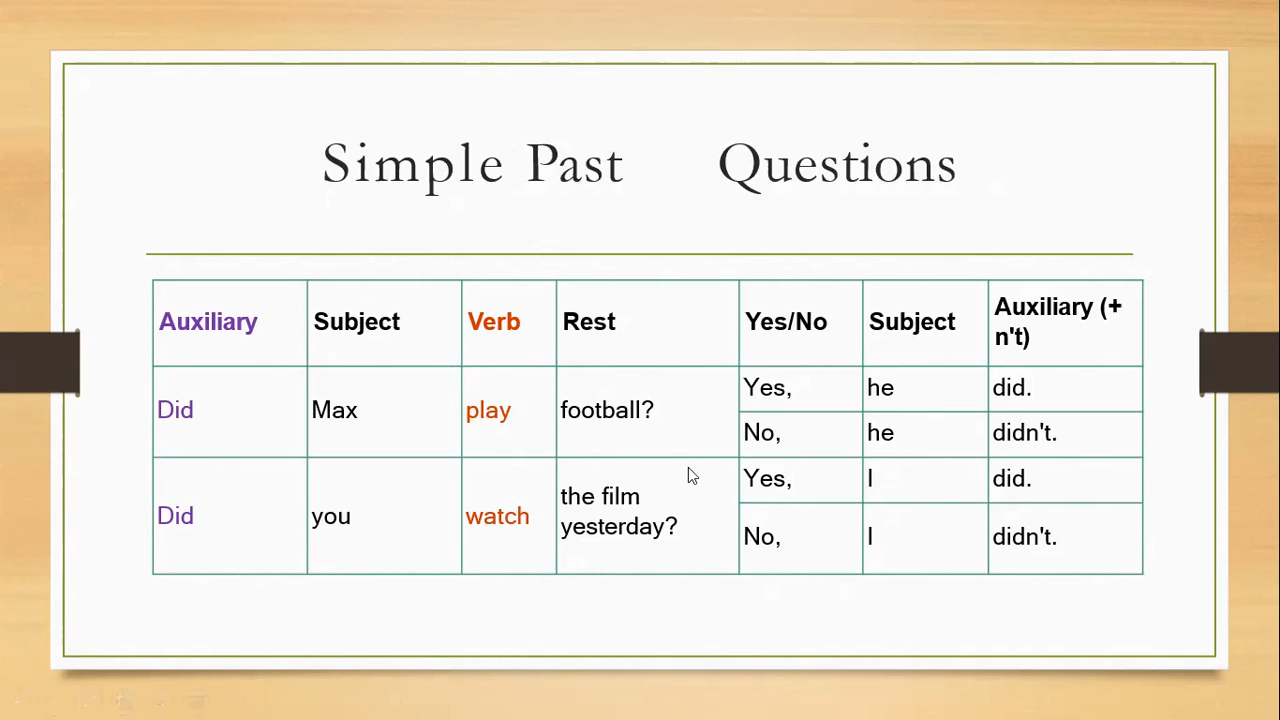 Simple Past Questions
Auxiliary Subject Verb Rest Yes/No Subject Auxiliary (+ n't)
Did Max play football? Yes, he did.
No, he didn't.
Did you watch the film yesterday? Yes, I did.
No, I didn't.